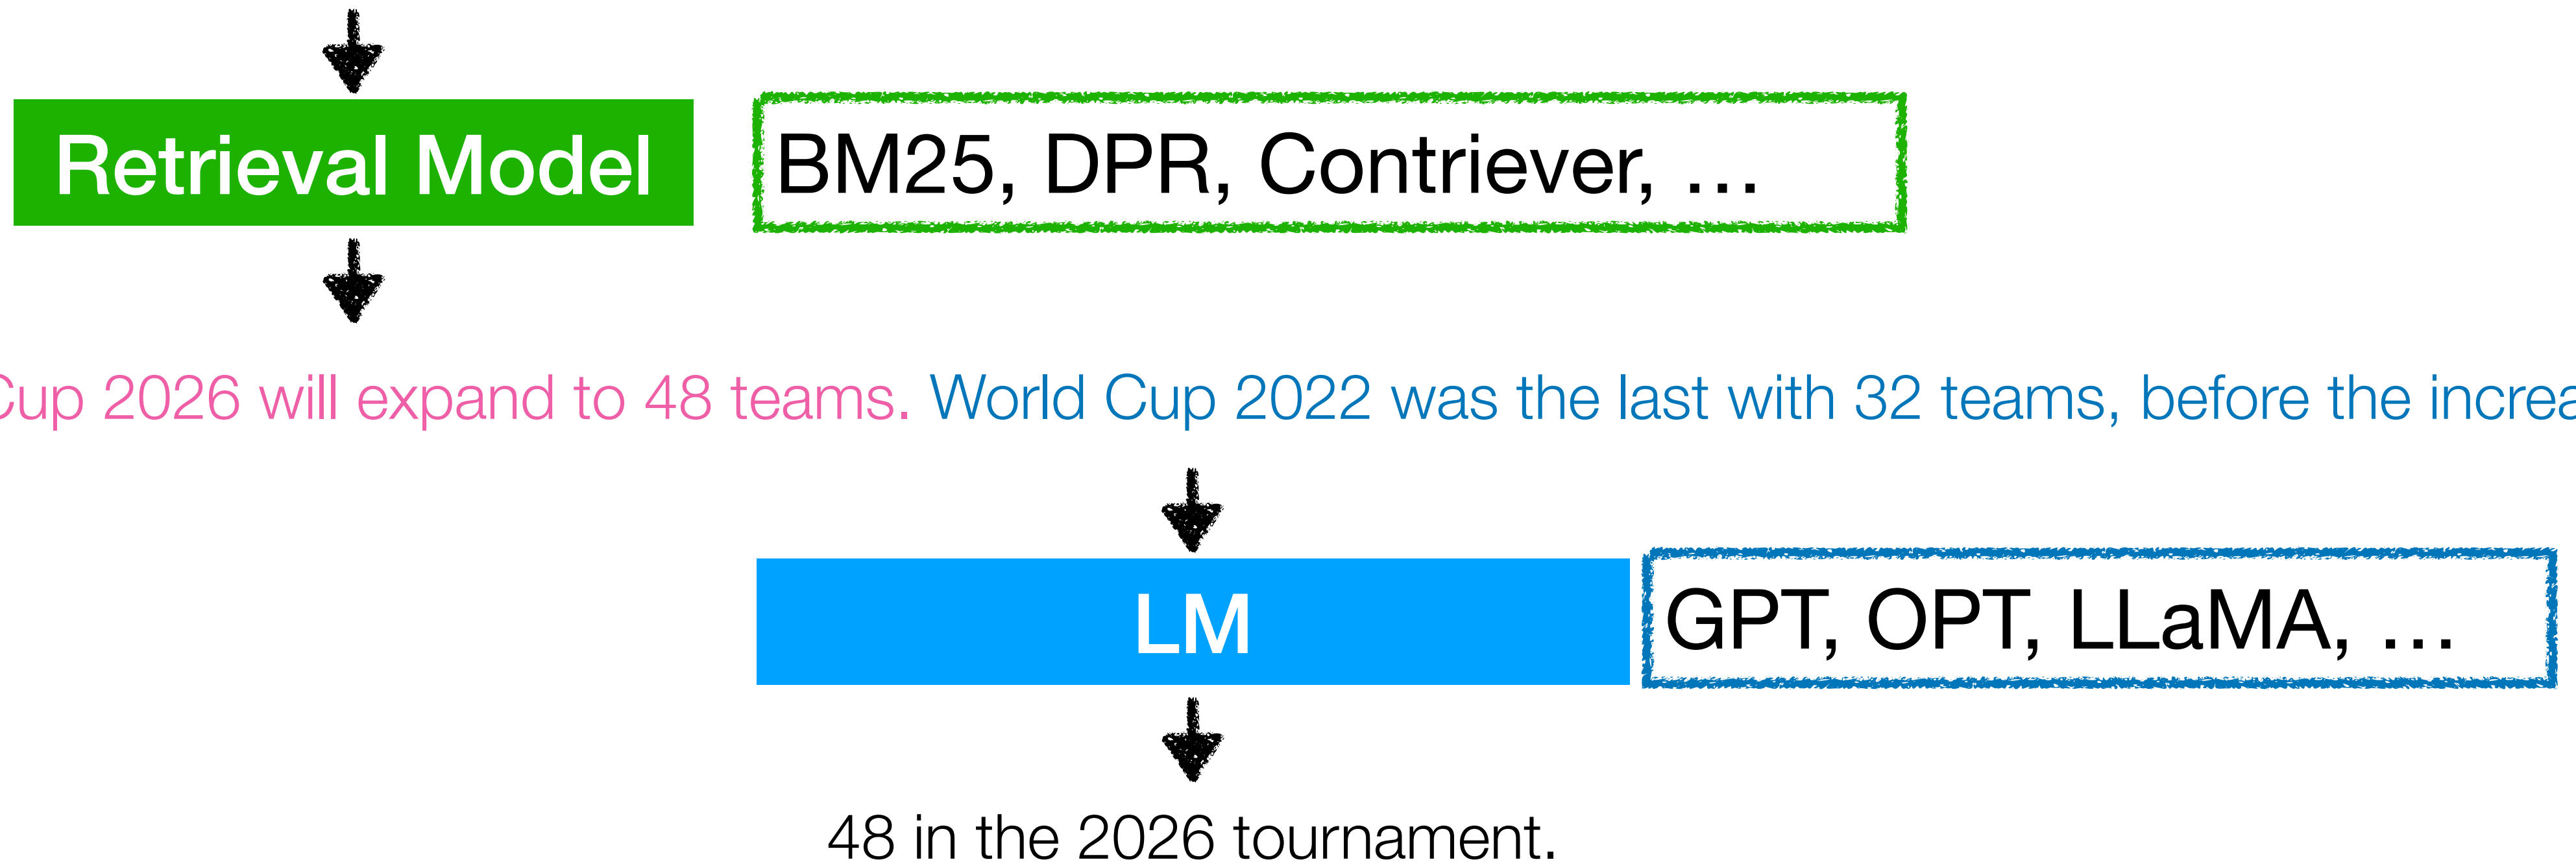 Retrieval Model
BM25, DPR, Contriever, …
Cup 2026 will expand to 48 teams. World Cup 2022 was the last with 32 teams, before the
LM
GPT, OPT, LLaMA, …
48 in the 2026 tournament.